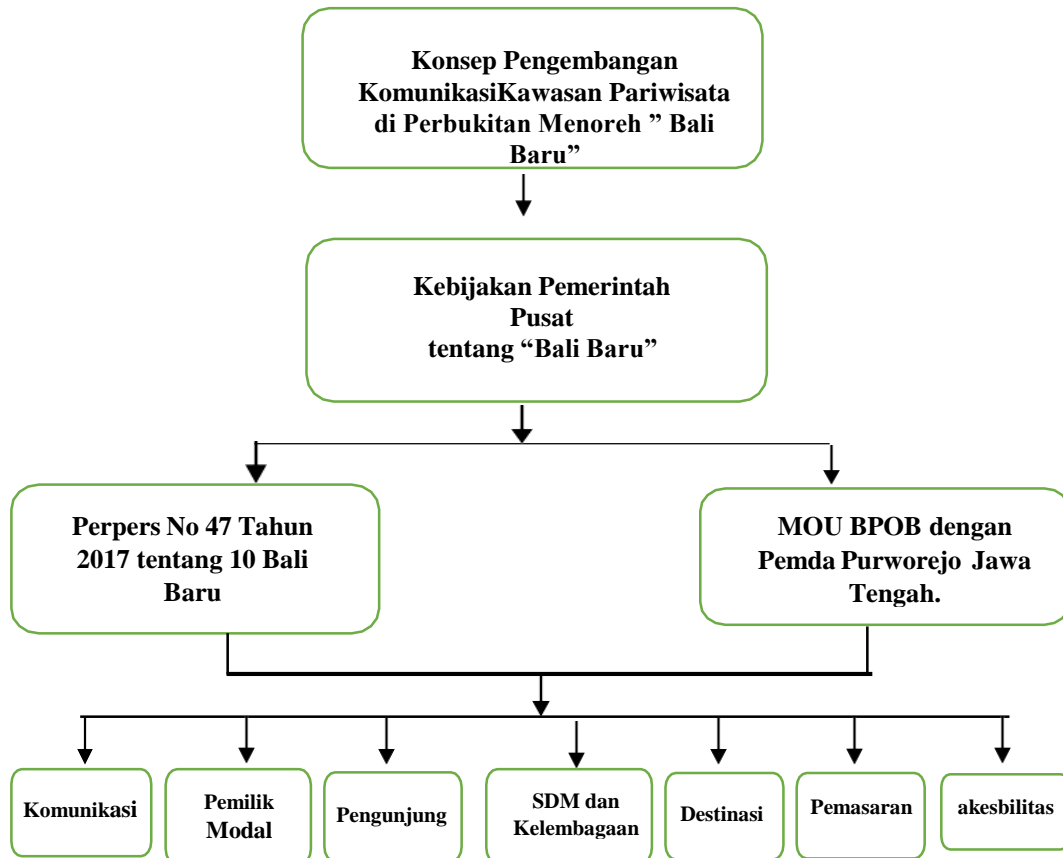 Konsep Pengembangan
KomunikasiKawasan Pariwisata
di Perbukitan Menoreh ” Bali
Baru”
Kebijakan Pemerintah
Pusat
tentang “Bali Baru”
Perpers No 47 Tahun
2017 tentang 10 Bali
Baru
MOU BPOB dengan
Pemda Purworejo Jawa
Tengah.
Komunikasi
Pemilik
Modal
Pengunjung
SDM dan
Kelembagaan
Destinasi
Pemasaran
akesbilitas